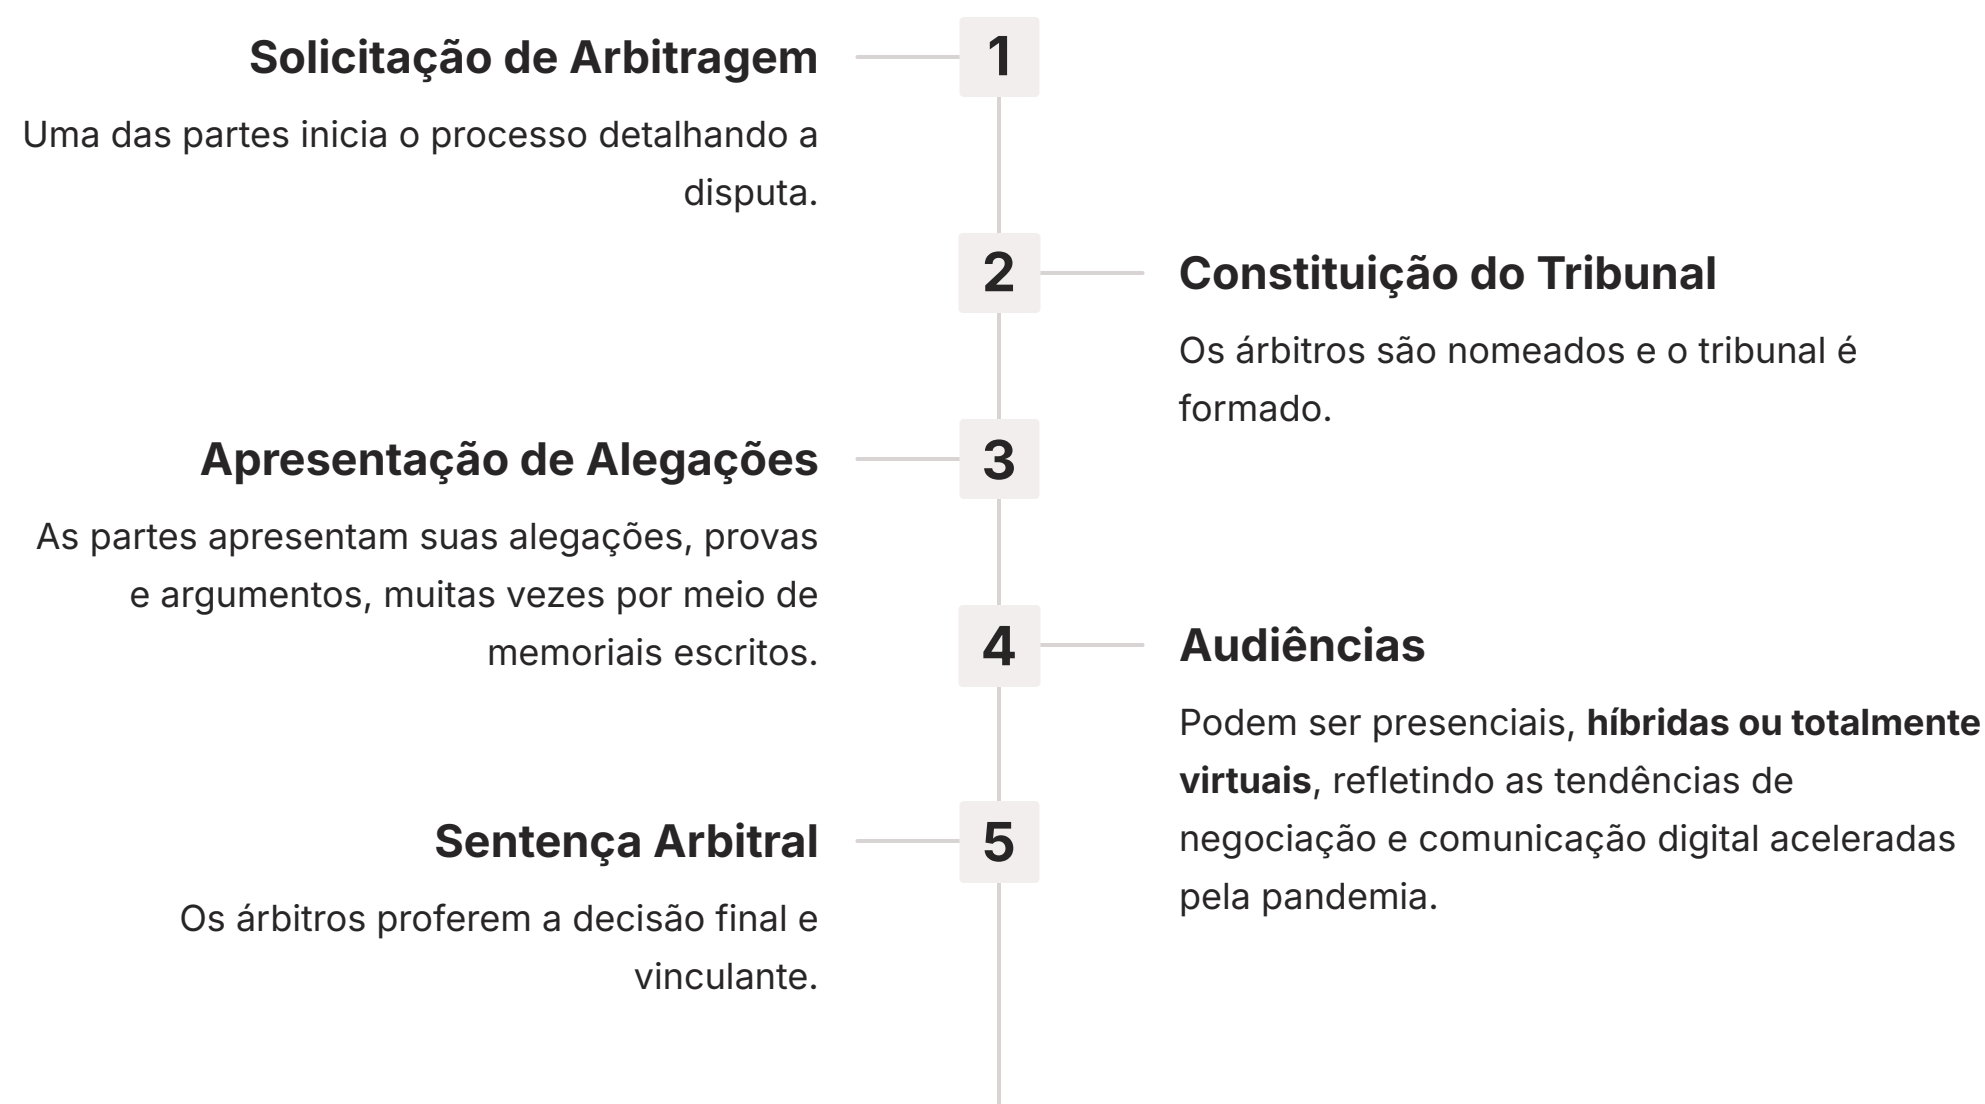 1
Solicitação de Arbitragem
Uma das partes inicia o processo detalhando a
disputa.
2
Constituição do Tribunal
Os árbitros são nomeados e o tribunal é
formado.
3
Apresentação de Alegações
As partes apresentam suas alegações, provas
e argumentos, muitas vezes por meio de
memoriais escritos.
4
Audiências
Podem ser presenciais, híbridas ou totalmente
virtuais, refletindo as tendências de
negociação e comunicação digital aceleradas
pela pandemia.
5
Sentença Arbitral
Os árbitros proferem a decisão final e
vinculante.